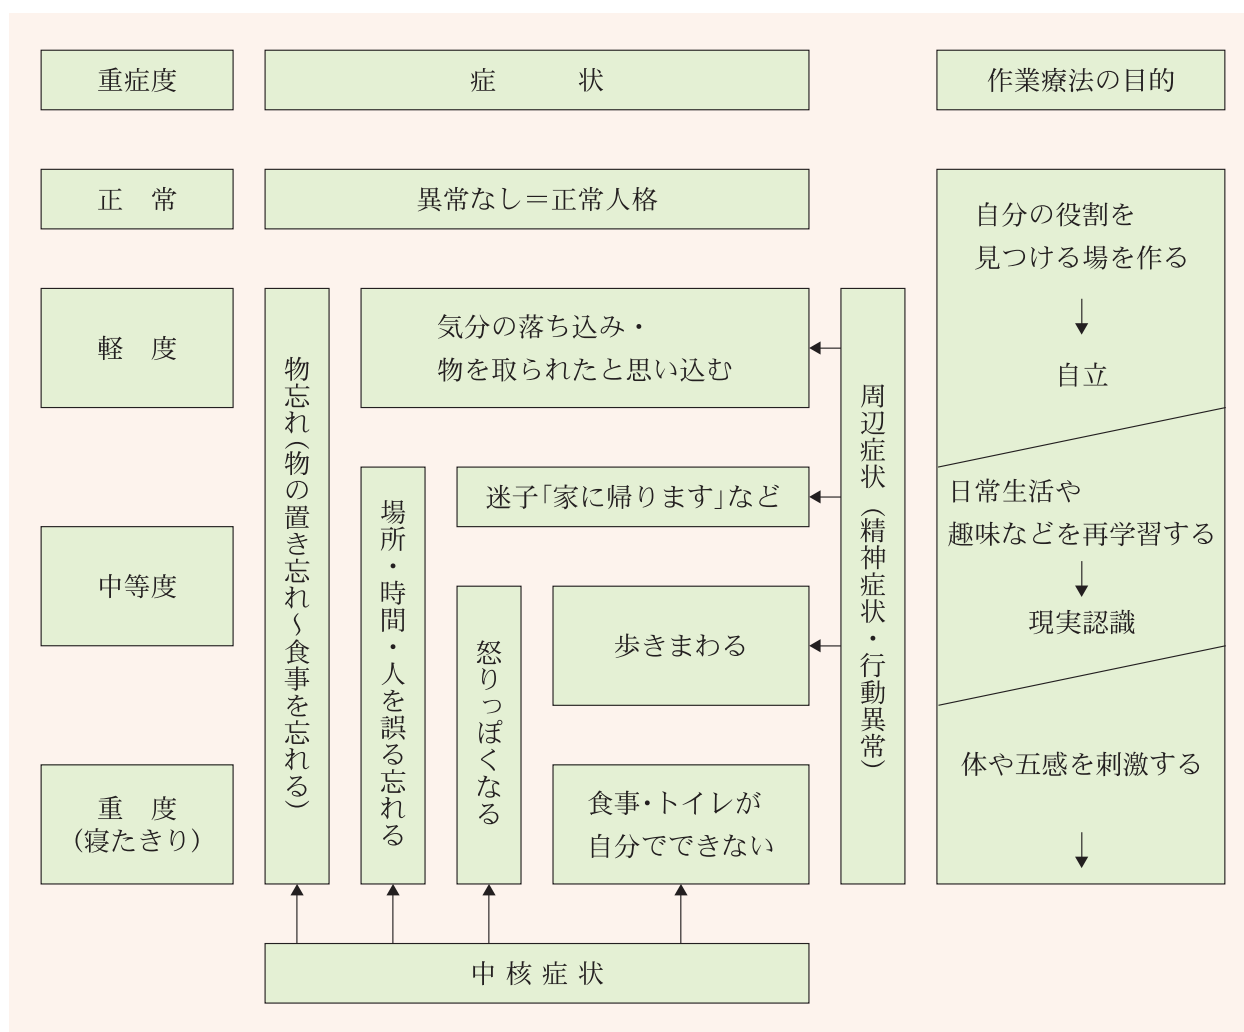 重症度
症 状
作業療法の目的
正 常
異常なし＝正常人格
自分の役割を
見つける場を作る
自立
軽 度
物忘れ(物の置き忘れ〜食事を忘れる)
気分の落ち込み・
物を取られたと思い込む
周辺症状(精神症状・行動異常)
場所・時間・人を誤る忘れる
迷子｢家に帰ります｣など
日常生活や
趣味などを再学習する
現実認識
中等度
怒りっぽくなる
歩きまわる
体や五感を刺激する
重 度
(寝たきり)
食事・トイレが
自分でできない
中核症状